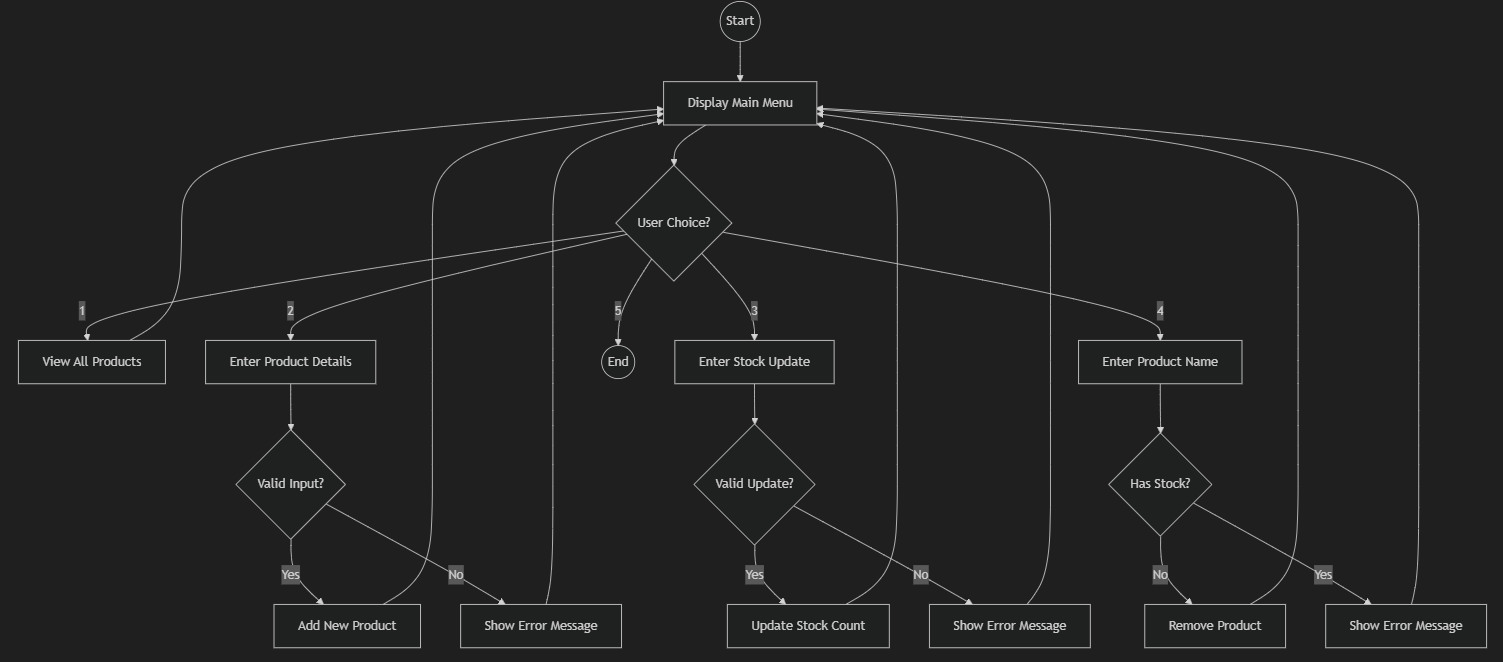 Start
Display Main Menu
User Choice?
1
2
5
3
4
View All Products
Enter Product Details
End
Enter Stock Update
Enter Product Name
Valid Input?
Valid Update?
Has Stock?
Yes
No
Yes
No
No
Yes
Add New Product
Show Error Message
Update Stock Count
Show Error Message
Remove Product
Show Error Message